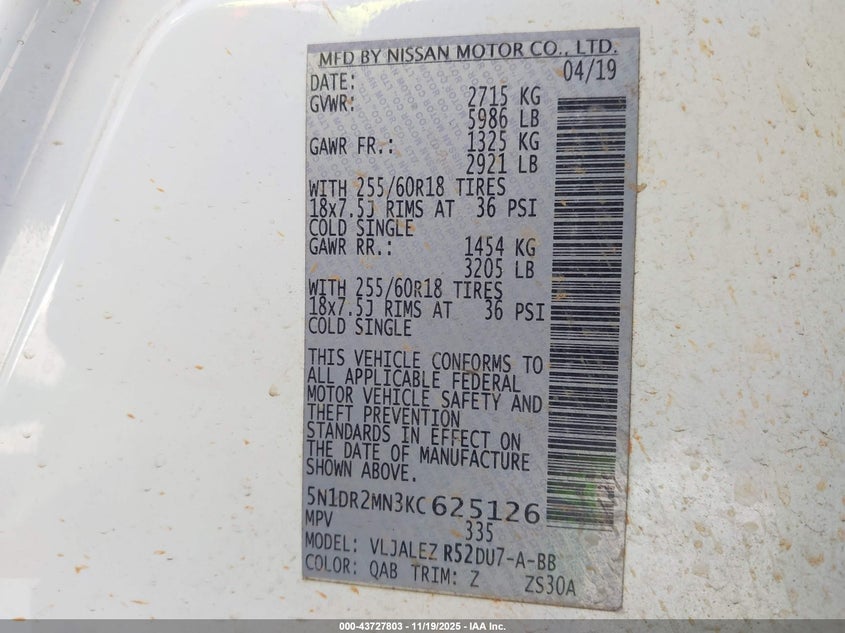 MFD BY NISSAN MOTOR CO., LTD.
DATE: 04/19
GVWR: 2715 KG
5986 LB
GAWR FR.: 1325 KG
2921 LB
WITH 255/60R18 TIRES
18x7.5J RIMS AT 36 PSI
COLD SINGLE
GAWR RR.: 1454 KG
3205 LB
WITH 255/60R18 TIRES
18x7.5J RIMS AT 36 PSI
COLD SINGLE
THIS VEHICLE CONFORMS TO
ALL APPLICABLE FEDERAL
MOTOR VEHICLE SAFETY AND
THEFT PREVENTION
STANDARDS IN EFFECT ON
THE DATE OF MANUFACTURE
SHOWN ABOVE.
5N1DR2MN3KC625126
MPV 335
MODEL: VLJALEZ R52DU7-A-BB
COLOR: QAB TRIM: Z ZS30A
000-43727803 - 11/19/2025 - IAA Inc.